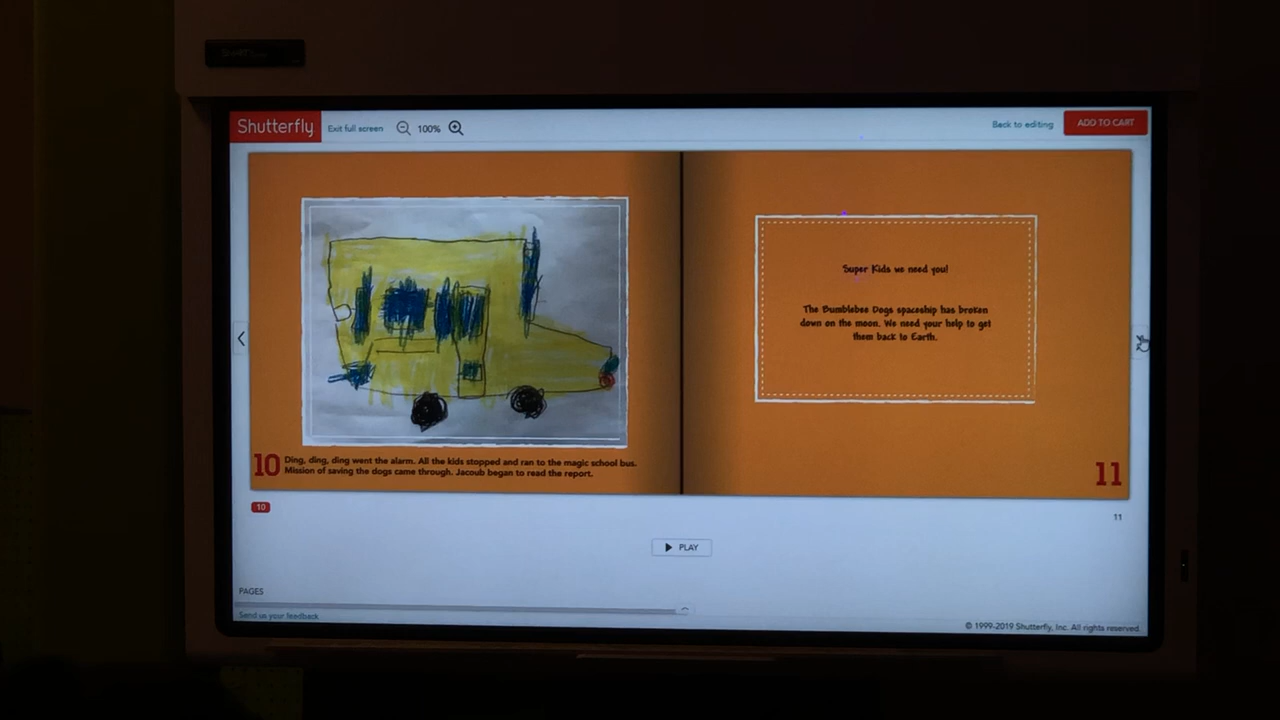 Shutterfly
Exit full screen
100%
Back to editing
ADD TO CART
Super Kids we need you!
The Bumblebee Dogs spaceship has broken
down on the moon. We need your help to get
them back to Earth.
10
Ding, ding, ding went the alarm. All the kids stopped and ran to the magic school bus.
Mission of saving the dogs came through. Jacoub began to read the report.
11
10
11
PLAY
PAGES
Send us your feedback
© 1999-2019 Shutterfly, Inc. All rights reserved.